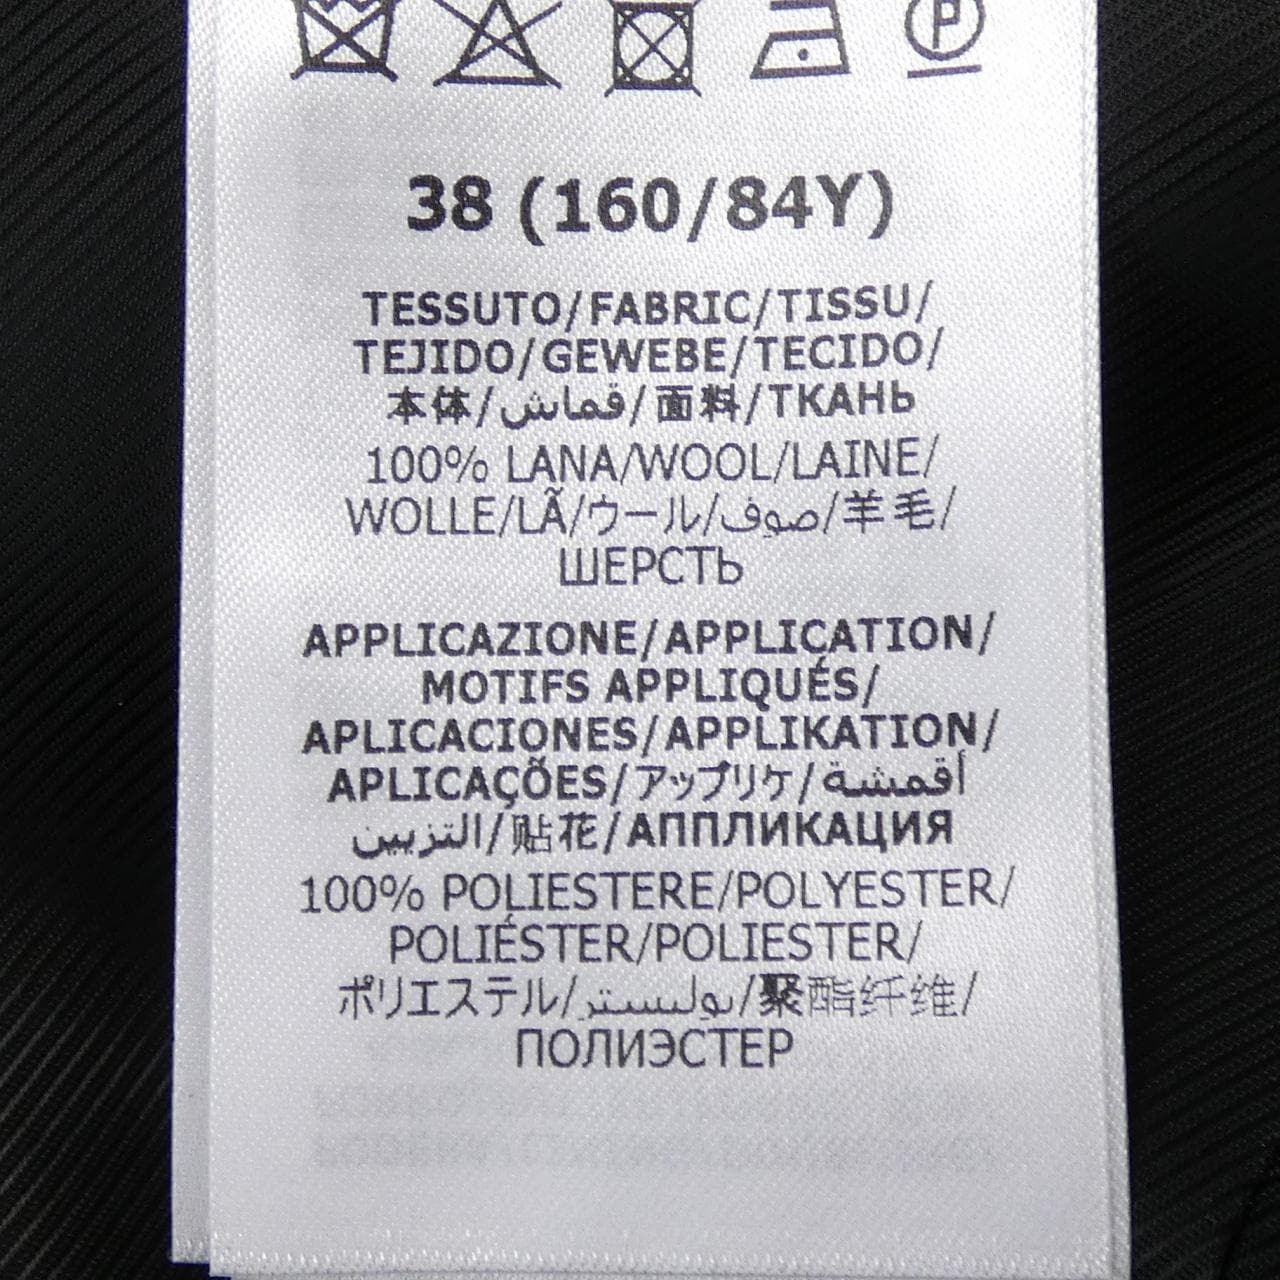 P
38 (160/84Y)
TESSUTO/FABRIC/TISSU/
TEJIDO/GEWEBE/TECIDO/
本体/قماش/面料/ТКАНЬ
100% LANA/WOOL/LAINE/
WOLLE/LÃ/ウール/صوف/羊毛/
ШЕРСТЬ
APPLICAZIONE/APPLICATION/
MOTIFS APPLIQUÉS/
APLICACIONES/APPLIKATION/
APLICAÇÕES/アップリケ/أقمشة
التزيين/贴花/АППЛИКАЦИЯ
100% POLIESTERE/POLYESTER/
POLIÉSTER/POLIESTER/
ポリエステル/بوليستر/聚酯纤维/
ПОЛИЭСТЕР